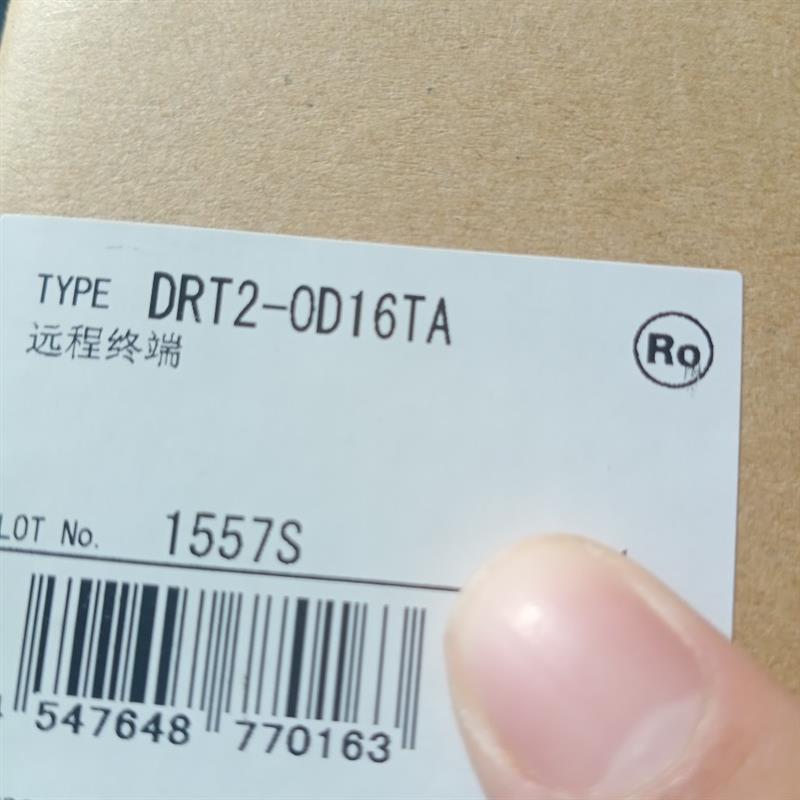 TYPE DRT2-OD16TA
远程终端
Ro
LOT No. 1557S
547648 770163